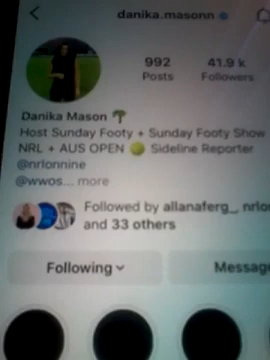 danika.masonn
992 41.9 k
Posts Followers
Danika Mason
Host Sunday Footy + Sunday Footy Show
NRL + AUS OPEN Sideline Reporter
@nrlonnine
@wwos... more
Followed by allanaferg_, nrlo
and 33 others
Following Messag